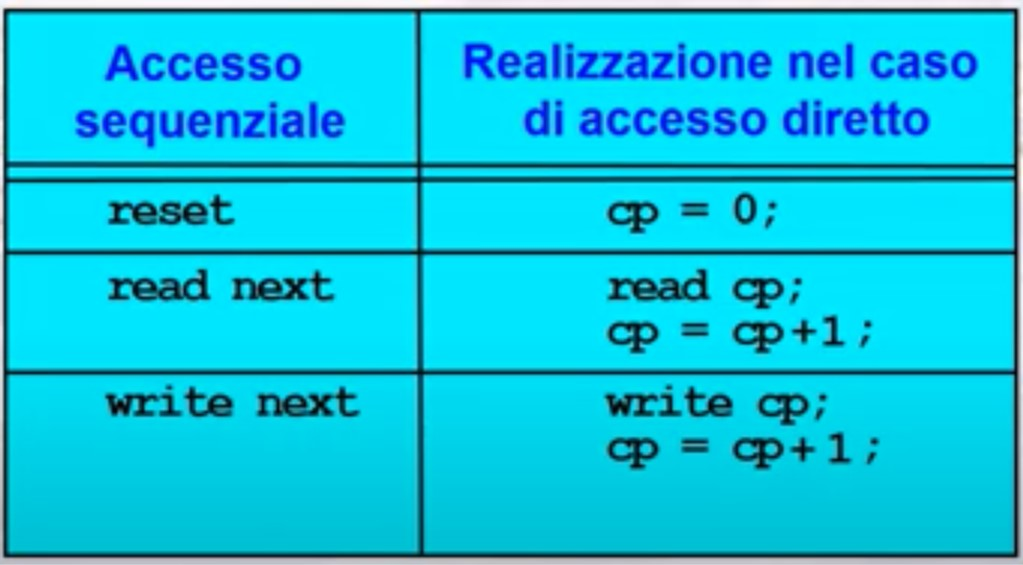 Accesso
sequenziale
Realizzazione nel caso
di accesso diretto
reset
cp = 0;
read next
read cp;
cp = cp+1;
write next
write cp;
cp = cp+1;